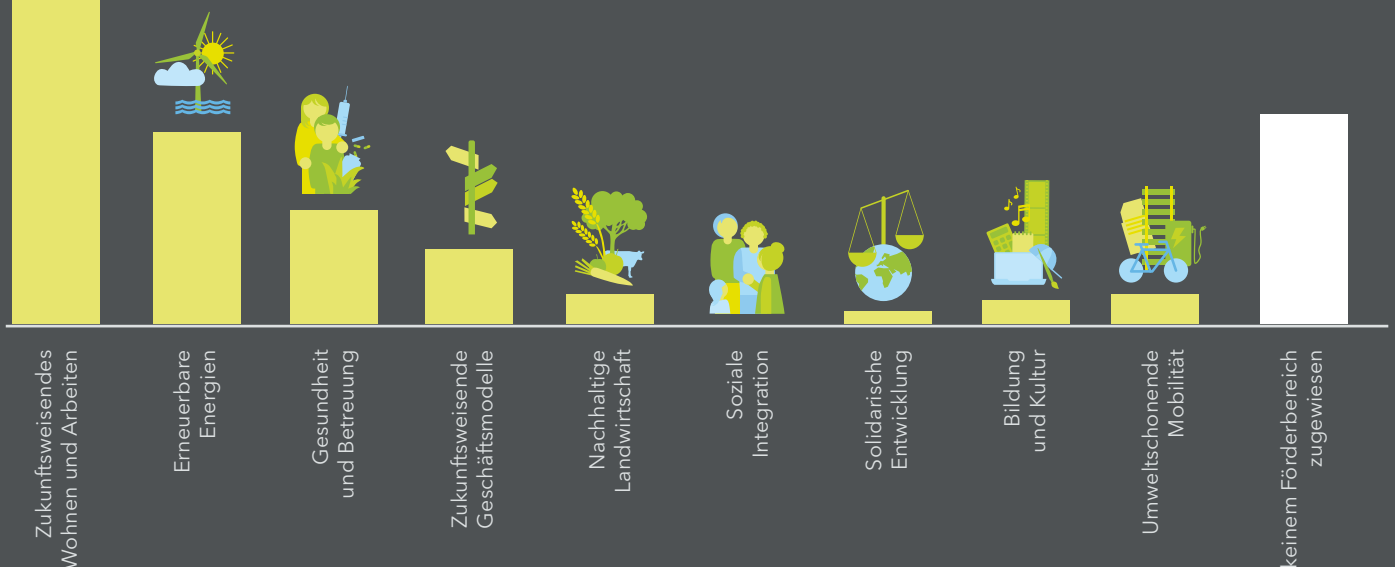 Zukunftsweisendes
Wohnen und Arbeiten
Erneuerbare
Energien
Gesundheit
und Betreuung
Zukunftsweisende
Geschäftsmodelle
Nachhaltige
Landwirtschaft
Soziale
Integration
Solidarische
Entwicklung
Bildung
und Kultur
Umweltschonende
Mobilität
keinem Förderbereich
zugewiesen